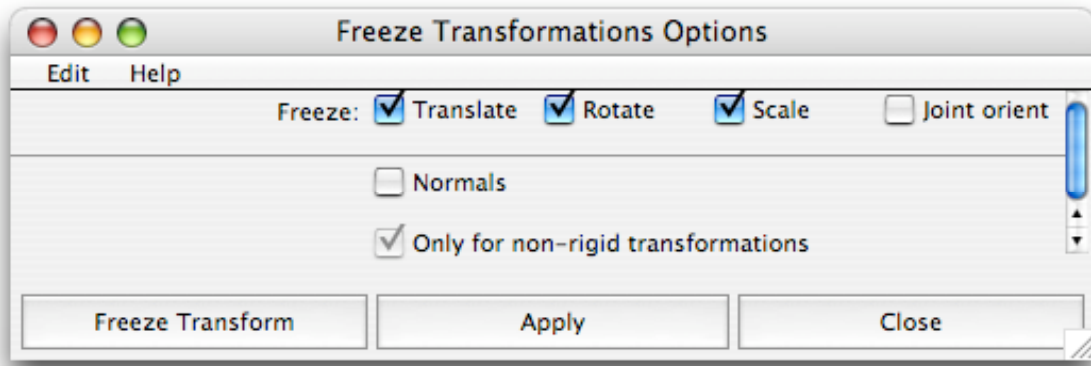 Freeze Transformations Options
Edit Help
Freeze: Translate Rotate Scale Joint orient
Normals
Only for non-rigid transformations
Freeze Transform Apply Close